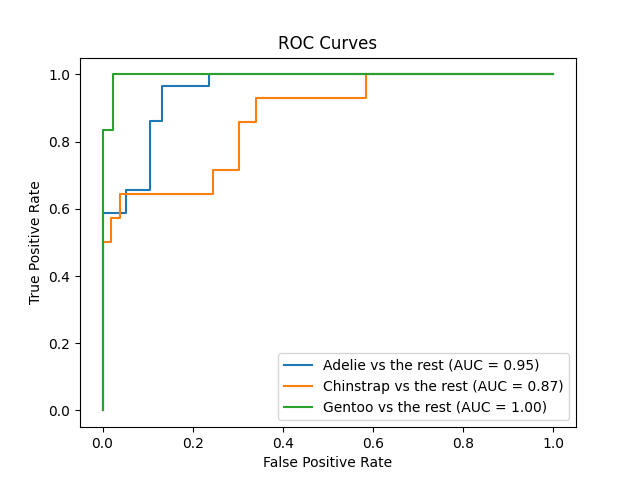 ROC Curves
1.0
0.8
0.6
0.4
0.2
0.0
True Positive Rate
Adelie vs the rest (AUC = 0.95)
Chinstrap vs the rest (AUC = 0.87)
Gentoo vs the rest (AUC = 1.00)
0.0 0.2 0.4 0.6 0.8 1.0
False Positive Rate